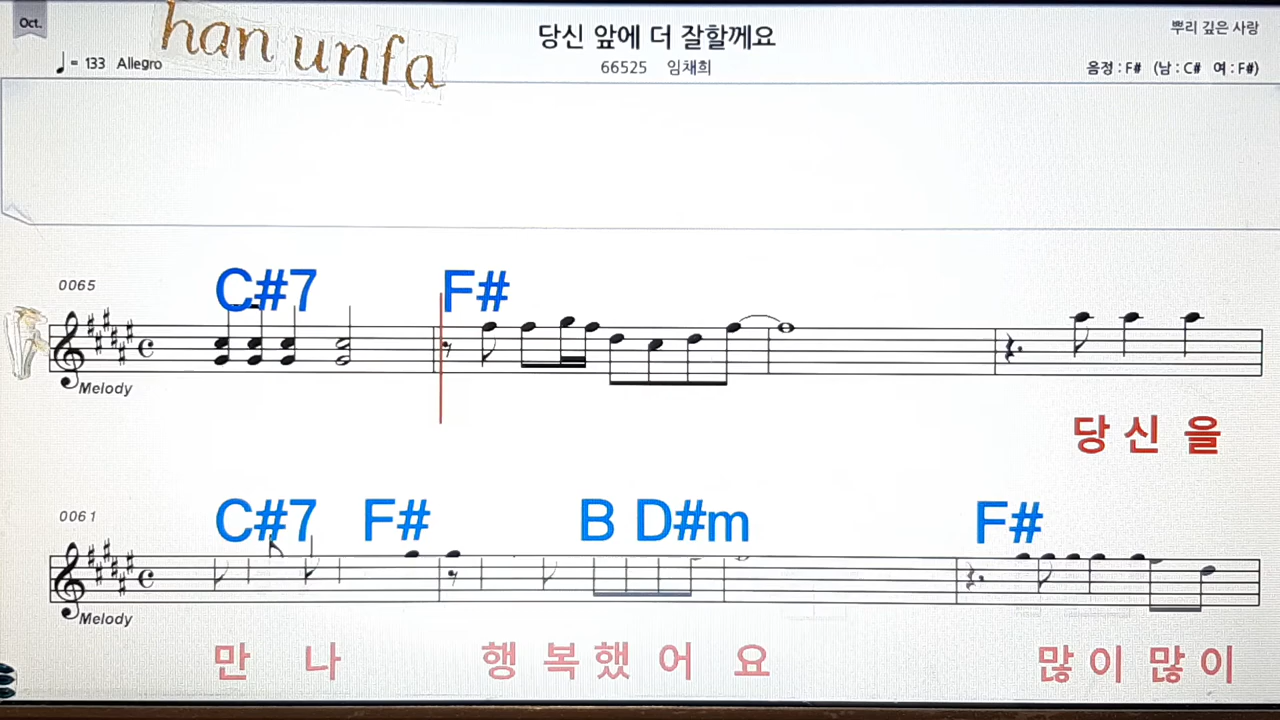 Oct.
han unfa
당신 앞에 더 잘할께요
뿌리 깊은 사랑
♩ = 133 Allegro
66525 임채희
음정 : F# (남 : C# 여 : F#)
0065
C#7 F#
Melody
당 신 을
0061
C#7 F# B D#m F#
Melody
만 나 행 복 했 어 요 많 이 많 이